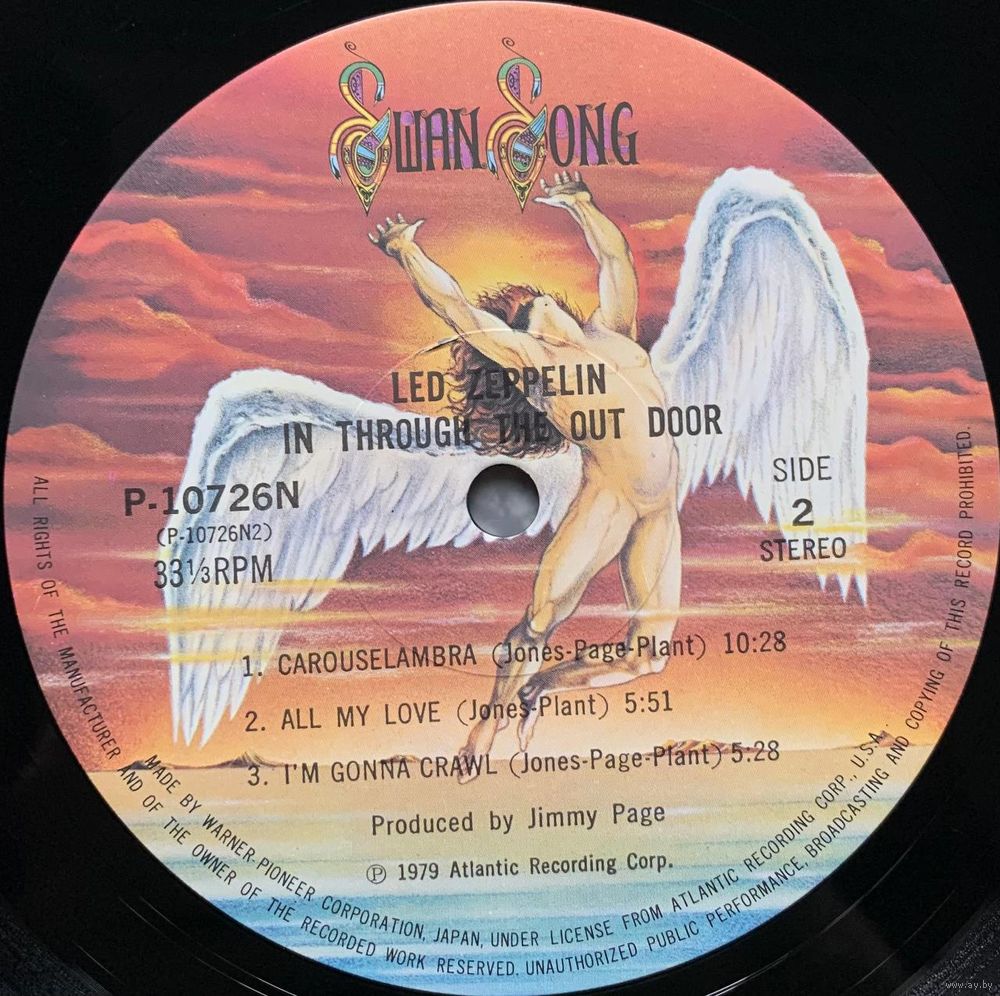 SWAN SONG
LED ZEPPELIN
IN THROUGH THE OUT DOOR
P-10726N
(P-10726N2)
33⅓RPM
SIDE
2
STEREO
1. CAROUSELAMBRA (Jones-Page-Plant) 10:28
2. ALL MY LOVE (Jones-Plant) 5:51
3. I'M GONNA CRAWL (Jones-Page-Plant) 5:28
Produced by Jimmy Page
Ⓟ 1979 Atlantic Recording Corp.
MADE BY WARNER-PIONEER CORPORATION, JAPAN, UNDER LICENSE FROM ATLANTIC RECORDING CORP., U.S.A.
ALL RIGHTS OF THE MANUFACTURER AND OF THE OWNER OF THE RECORDED WORK RESERVED. UNAUTHORIZED PUBLIC PERFORMANCE, BROADCASTING AND COPYING OF THIS RECORD PROHIBITED.
www.ay.by